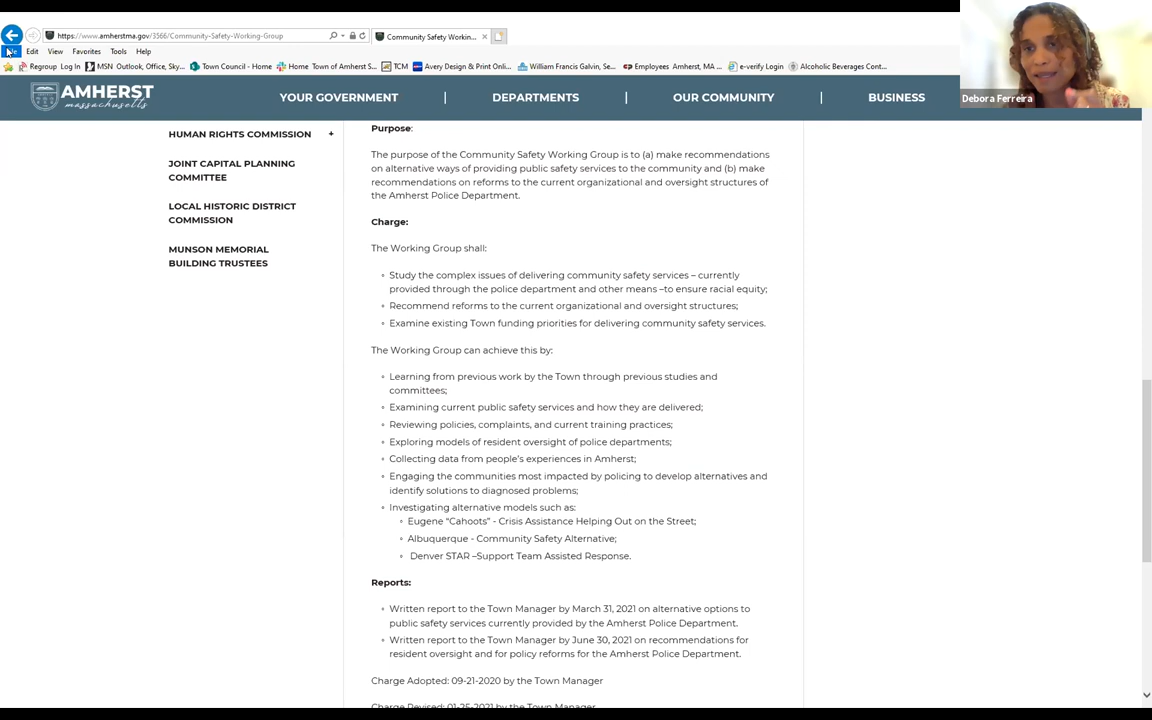 https://www.amherstma.gov/3566/Community-Safety-Working-Group
Community Safety Workin...
Edit View Favorites Tools Help
Regroup Log In MSN Outlook, Office, Sky... Town Council - Home Home Town of Amherst S... TCM Avery Design & Print Onli... William Francis Galvin, Se... Employees Amherst, MA ... e-verify Login Alcoholic Beverages Cont...
AMHERST
massachusetts
YOUR GOVERNMENT | DEPARTMENTS | OUR COMMUNITY | BUSINESS
Debora Ferreira
HUMAN RIGHTS COMMISSION +
JOINT CAPITAL PLANNING
COMMITTEE
LOCAL HISTORIC DISTRICT
COMMISSION
MUNSON MEMORIAL
BUILDING TRUSTEES
Purpose:
The purpose of the Community Safety Working Group is to (a) make recommendations
on alternative ways of providing public safety services to the community and (b) make
recommendations on reforms to the current organizational and oversight structures of
the Amherst Police Department.
Charge:
The Working Group shall:
◦ Study the complex issues of delivering community safety services – currently
provided through the police department and other means –to ensure racial equity;
◦ Recommend reforms to the current organizational and oversight structures;
◦ Examine existing Town funding priorities for delivering community safety services.
The Working Group can achieve this by:
◦ Learning from previous work by the Town through previous studies and
committees;
◦ Examining current public safety services and how they are delivered;
◦ Reviewing policies, complaints, and current training practices;
◦ Exploring models of resident oversight of police departments;
◦ Collecting data from people's experiences in Amherst;
◦ Engaging the communities most impacted by policing to develop alternatives and
identify solutions to diagnosed problems;
◦ Investigating alternative models such as:
◦ Eugene “Cahoots” - Crisis Assistance Helping Out on the Street;
◦ Albuquerque - Community Safety Alternative;
◦ Denver STAR –Support Team Assisted Response.
Reports:
◦ Written report to the Town Manager by March 31, 2021 on alternative options to
public safety services currently provided by the Amherst Police Department.
◦ Written report to the Town Manager by June 30, 2021 on recommendations for
resident oversight and for policy reforms for the Amherst Police Department.
Charge Adopted: 09-21-2020 by the Town Manager
Charge Revised: 01-25-2021 by the Town Manager